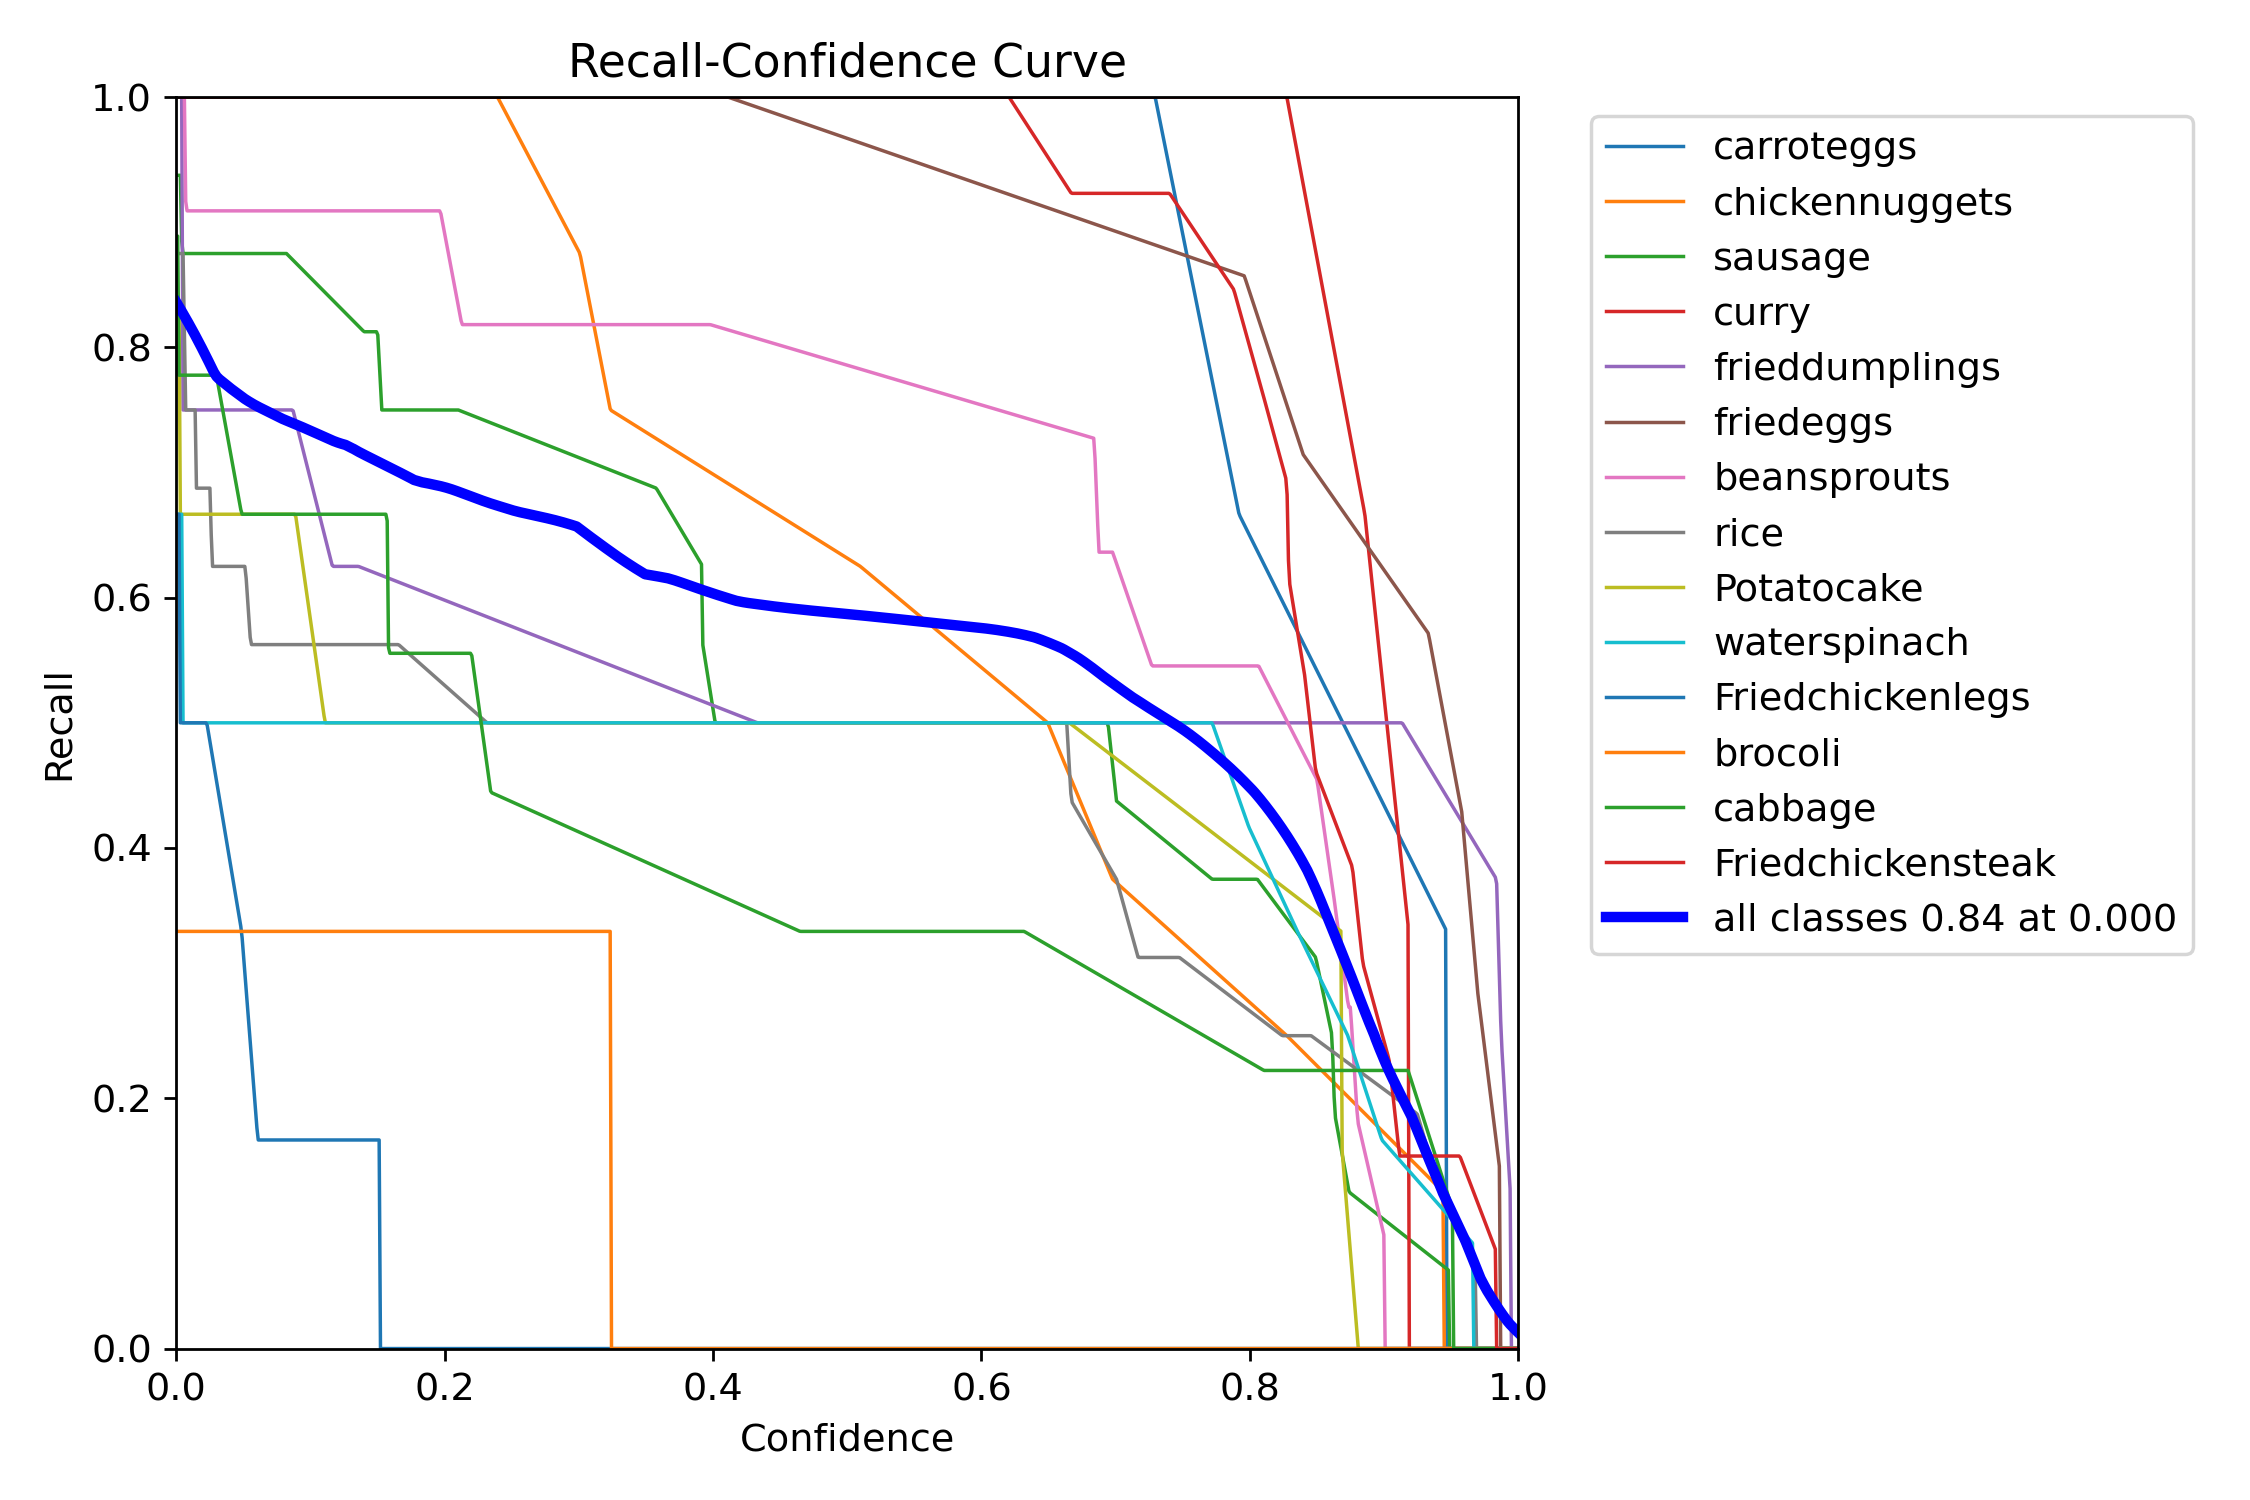 Recall-Confidence Curve
1.0
0.8
0.6
0.4
0.2
0.0
Recall
0.0 0.2 0.4 0.6 0.8 1.0
Confidence
carroteggs
chickennuggets
sausage
curry
frieddumplings
friedeggs
beansprouts
rice
Potatocake
waterspinach
Friedchickenlegs
brocoli
cabbage
Friedchickensteak
all classes 0.84 at 0.000